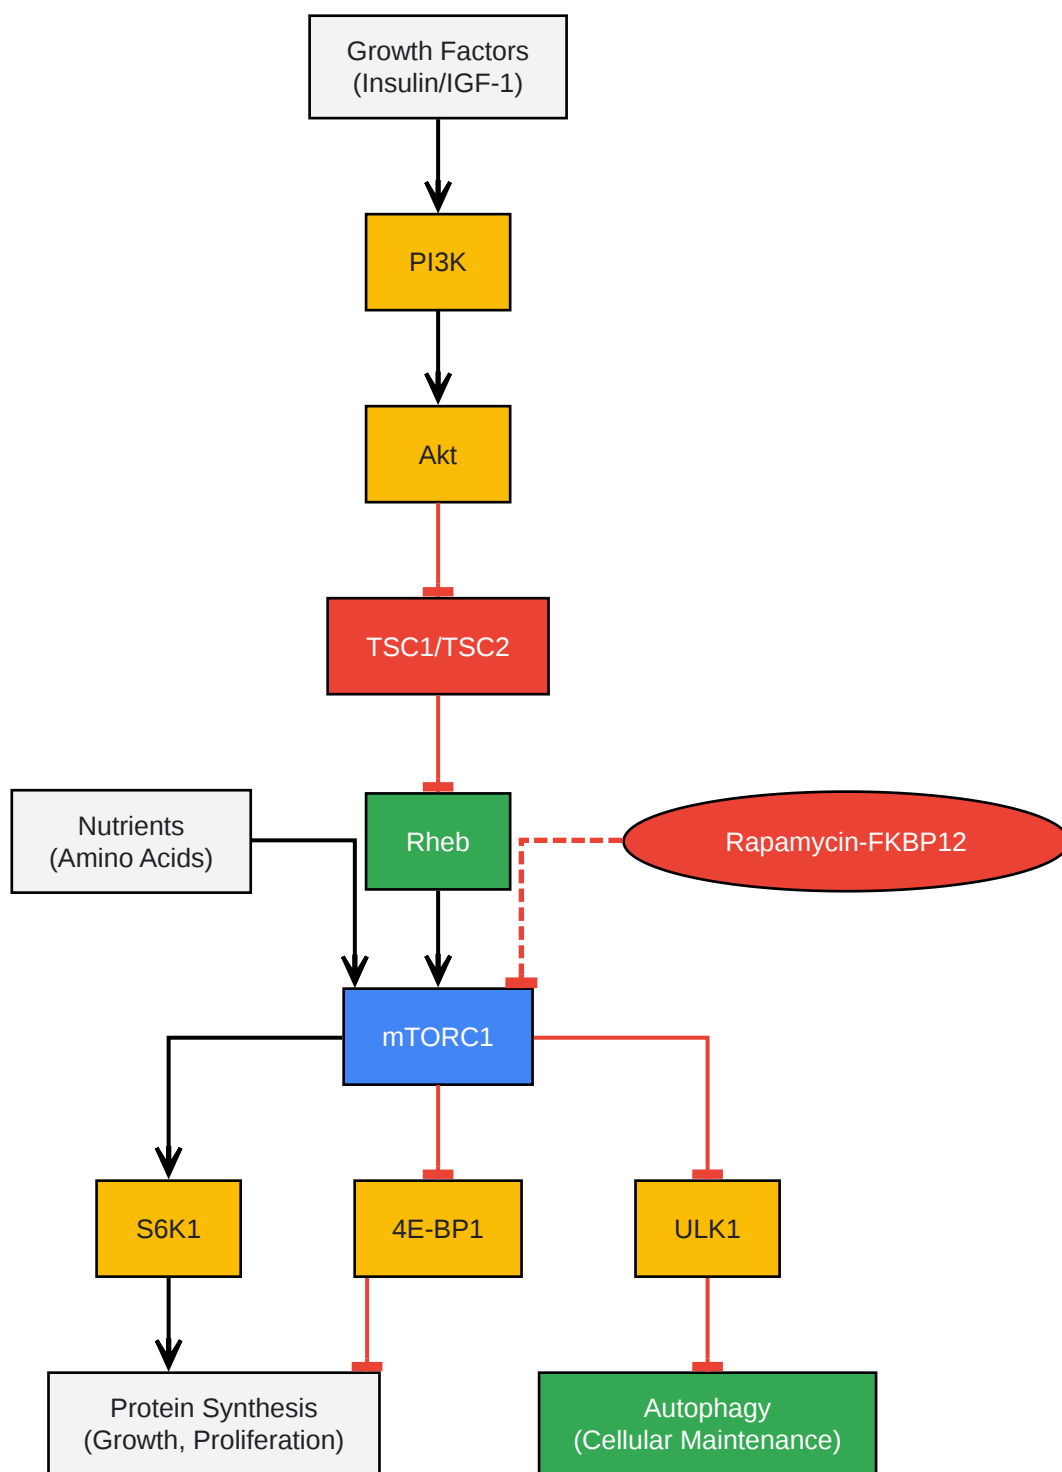 Growth Factors
(Insulin/IGF-1)
PI3K
Akt
TSC1/TSC2
Nutrients
(Amino Acids)
Rheb
Rapamycin-FKBP12
mTORC1
S6K1
4E-BP1
ULK1
Protein Synthesis
(Growth, Proliferation)
Autophagy
(Cellular Maintenance)